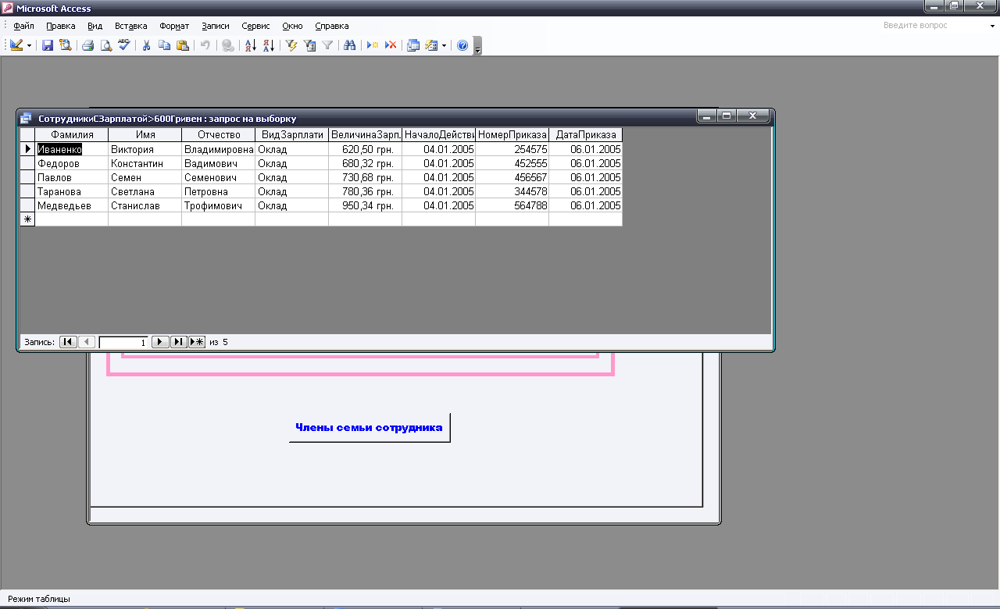 Microsoft Access
Файл Правка Вид Вставка Формат Записи Сервис Окно Справка Введите вопрос
СотрудникиСЗарплатой>600Гривен : запрос на выборку
Фамилия Имя Отчество ВидЗарплати ВеличинаЗарп. НачалоДействи НомерПриказа ДатаПриказа
Иваненко Виктория Владимировна Оклад 620,50 грн. 04.01.2005 254575 06.01.2005
Федоров Константин Вадимович Оклад 680,32 грн. 04.01.2005 452555 06.01.2005
Павлов Семен Семенович Оклад 730,68 грн. 04.01.2005 456567 06.01.2005
Таранова Светлана Петровна Оклад 780,36 грн. 04.01.2005 344578 06.01.2005
Медведьев Станислав Трофимович Оклад 950,34 грн. 04.01.2005 564788 06.01.2005
Запись: 1 из 5
Члены семьи сотрудника
Режим таблицы